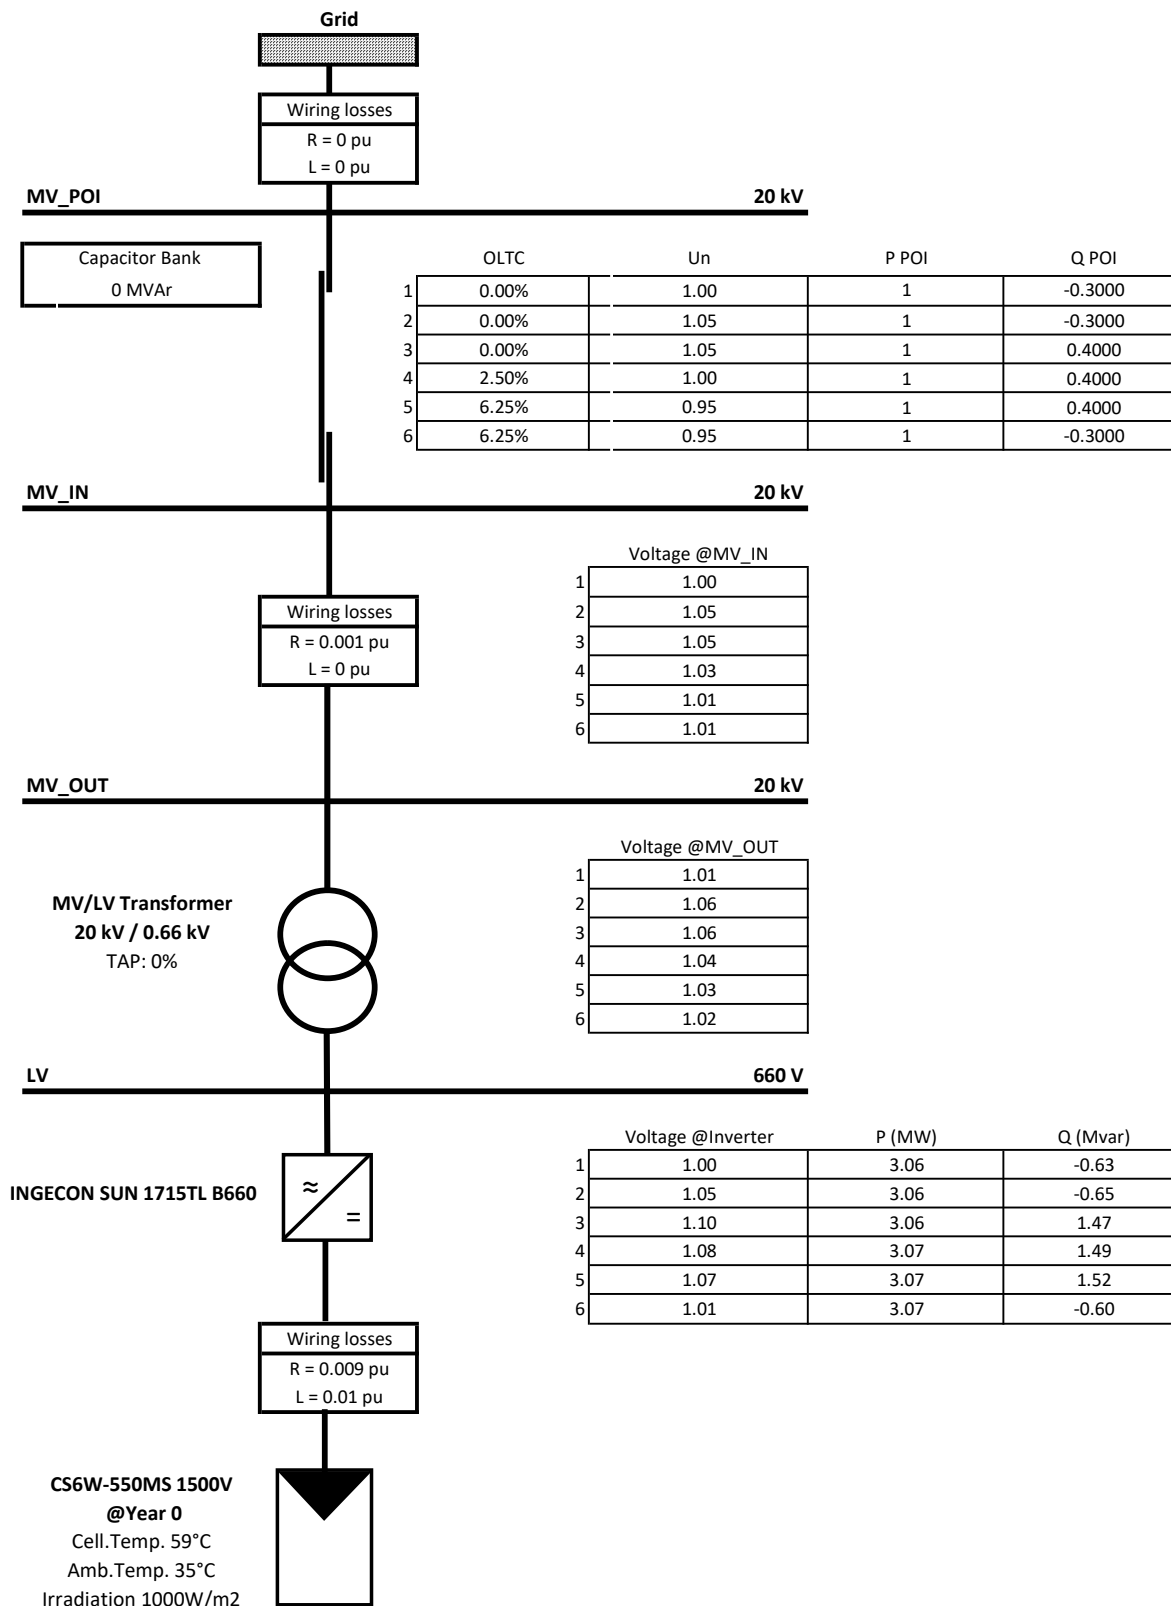 Grid
Wiring losses
R = 0 pu
L = 0 pu
MV_POI 20 kV
Capacitor Bank
0 MVAr
OLTC Un P POI Q POI
1 0.00% 1.00 1 -0.3000
2 0.00% 1.05 1 -0.3000
3 0.00% 1.05 1 0.4000
4 2.50% 1.00 1 0.4000
5 6.25% 0.95 1 0.4000
6 6.25% 0.95 1 -0.3000
MV_IN 20 kV
Voltage @MV_IN
1 1.00
2 1.05
3 1.05
4 1.03
5 1.01
6 1.01
Wiring losses
R = 0.001 pu
L = 0 pu
MV_OUT 20 kV
Voltage @MV_OUT
1 1.01
2 1.06
3 1.06
4 1.04
5 1.03
6 1.02
MV/LV Transformer
20 kV / 0.66 kV
TAP: 0%
LV 660 V
Voltage @Inverter P (MW) Q (Mvar)
1 1.00 3.06 -0.63
2 1.05 3.06 -0.65
3 1.10 3.06 1.47
4 1.08 3.07 1.49
5 1.07 3.07 1.52
6 1.01 3.07 -0.60
INGECON SUN 1715TL B660
≈
=
Wiring losses
R = 0.009 pu
L = 0.01 pu
CS6W-550MS 1500V
@Year 0
Cell.Temp. 59°C
Amb.Temp. 35°C
Irradiation 1000W/m2